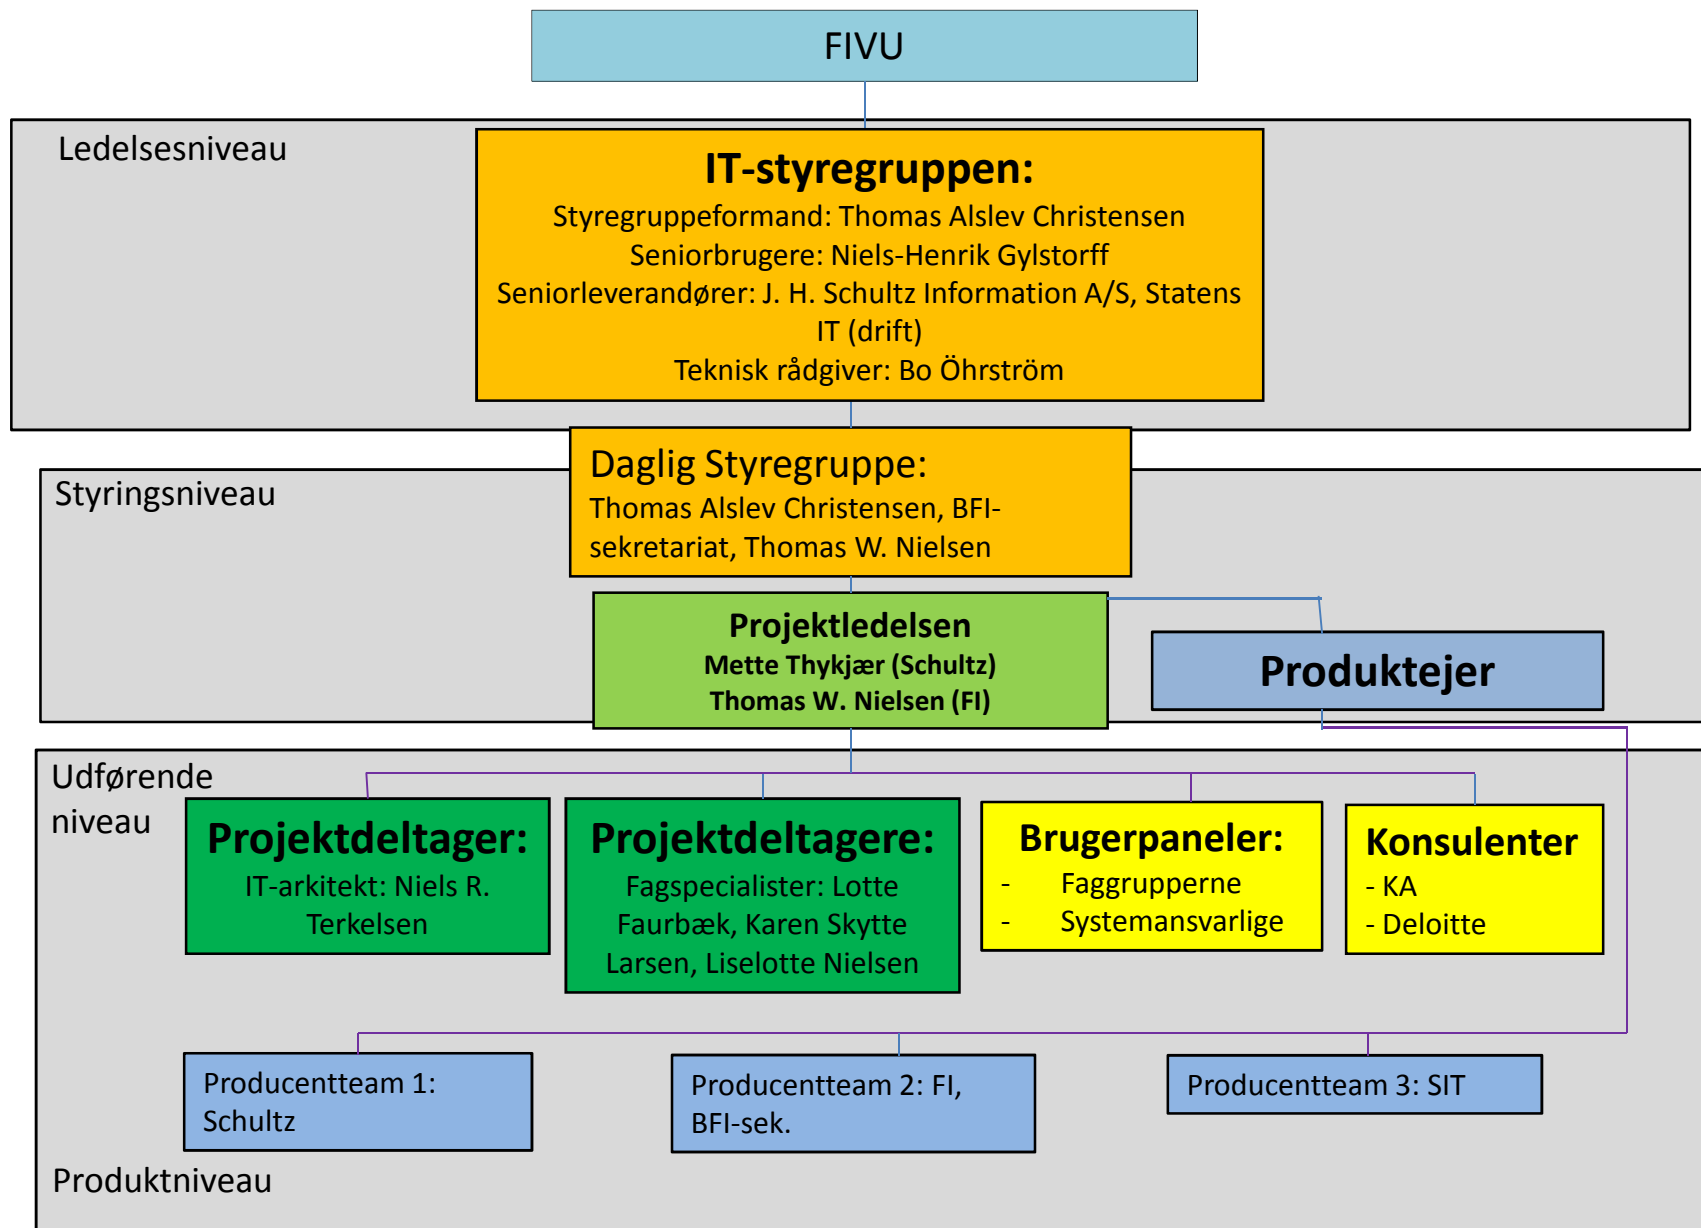 FIVU
Ledelsesniveau
IT-styregruppen:
Styregruppeformand: Thomas Alslev Christensen
Seniorbrugere: Niels-Henrik Gylstorff
Seniorleverandører: J. H. Schultz Information A/S, Statens
IT (drift)
Teknisk rådgiver: Bo Öhrström
Styringsniveau
Daglig Styregruppe:
Thomas Alslev Christensen, BFI-
sekretariat, Thomas W. Nielsen
Projektledelsen
Mette Thykjær (Schultz)
Thomas W. Nielsen (FI)
Produktejer
Udførende
niveau
Projektdeltager:
IT-arkitekt: Niels R.
Terkelsen
Projektdeltagere:
Fagspecialister: Lotte
Faurbæk, Karen Skytte
Larsen, Liselotte Nielsen
Brugerpaneler:
- Faggrupperne
- Systemansvarlige
Konsulenter
- KA
- Deloitte
Producentteam 1:
Schultz
Producentteam 2: FI,
BFI-sek.
Producentteam 3: SIT
Produktniveau